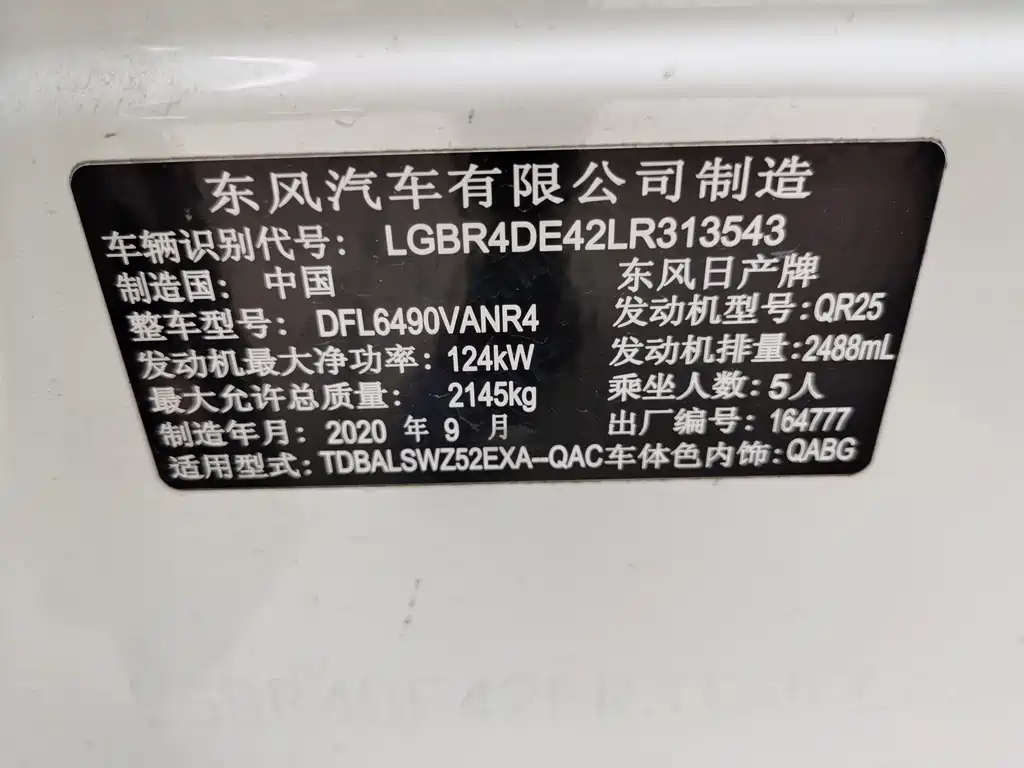 东风汽车有限公司制造
车辆识别代号： LGBR4DE42LR313543
制造国： 中国 东风日产牌
整车型号： DFL6490VANR4 发动机型号:QR25
发动机最大净功率：124kW 发动机排量:2488mL
最大允许总质量： 2145kg 乘坐人数：5人
制造年月：2020 年 9 月 出厂编号：164777
适用型式:TDBALSWZ52EXA-QAC 车体色内饰:QABG